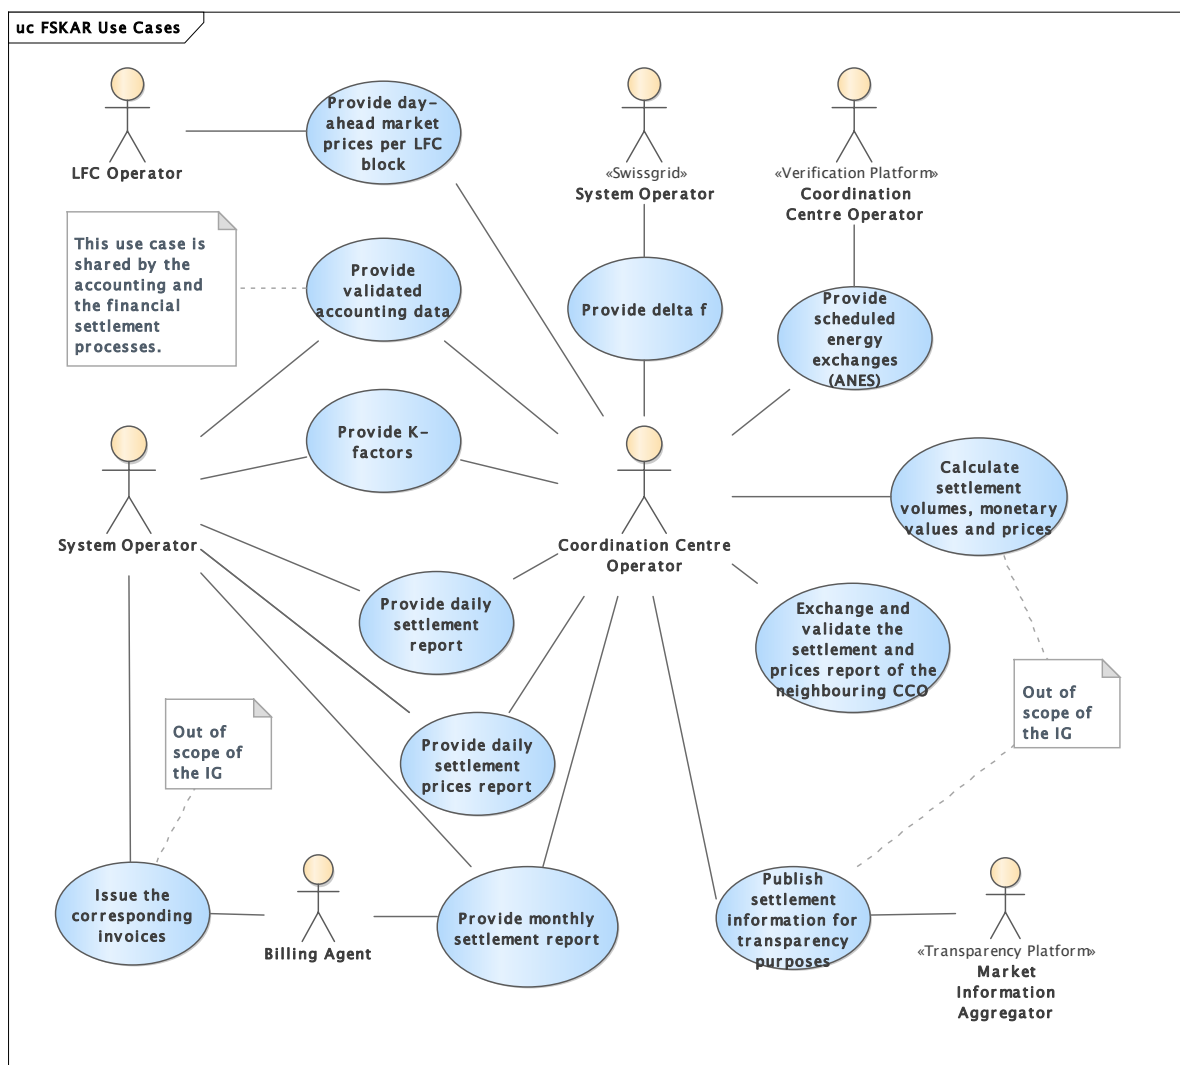 uc FSKAR Use Cases
LFC Operator
Provide day-
ahead market
prices per LFC
block
«Swissgrid»
System Operator
«Verification Platform»
Coordination
Centre Operator
This use case is
shared by the
accounting and
the financial
settlement
processes.
Provide
validated
accounting data
Provide delta f
Provide
scheduled
energy
exchanges
(ANES)
Provide K-
factors
System Operator
Coordination Centre
Operator
Calculate
settlement
volumes, monetary
values and prices
Provide daily
settlement
report
Exchange and
validate the
settlement and
prices report of the
neighbouring CCO
Out of
scope of
the IG
Out of
scope of
the IG
Provide daily
settlement
prices report
Issue the
corresponding
invoices
Billing Agent
Provide monthly
settlement report
Publish
settlement
information for
transparency
purposes
«Transparency Platform»
Market
Information
Aggregator